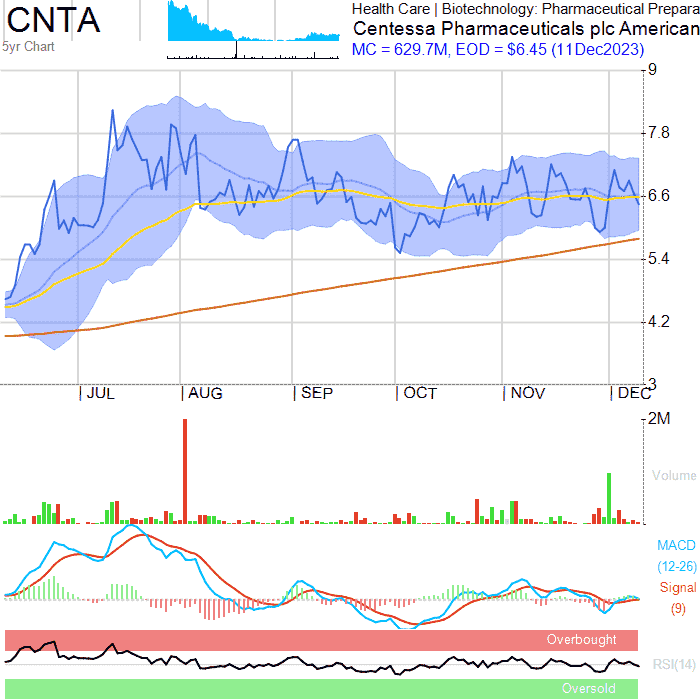 CNTA
5yr Chart
Health Care | Biotechnology: Pharmaceutical Prepara
Centessa Pharmaceuticals plc American
MC = 629.7M, EOD = $6.45 (11Dec2023)
9
7.8
6.6
5.4
4.2
3
| JUL | AUG | SEP | OCT | NOV | DEC
2M
Volume
MACD
(12-26)
Signal
(9)
Overbought
RSI(14)
Oversold